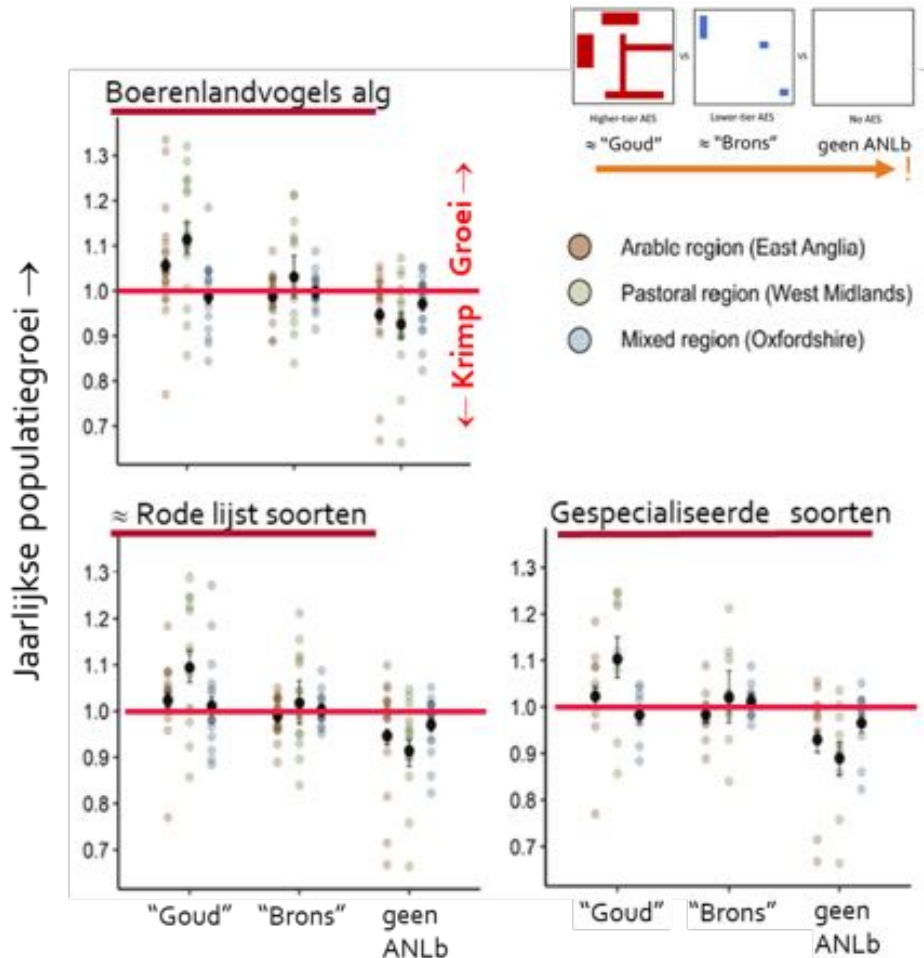 vs
vs
Higher-tier AES
Lower-tier AES
No AES
≈ “Goud”
≈ “Brons”
geen ANLb
!
Boerenlandvogels alg
1.3
1.2
1.1
1.0
0.9
0.8
0.7
← Krimp Groei →
Arable region (East Anglia)
Pastoral region (West Midlands)
Mixed region (Oxfordshire)
Jaarlijkse populatiegroei →
≈ Rode lijst soorten
1.3
1.2
1.1
1.0
0.9
0.8
0.7
“Goud”
“Brons”
geen
ANLb
Gespecialiseerde soorten
1.3
1.2
1.1
1.0
0.9
0.8
0.7
“Goud”
“Brons”
geen
ANLb